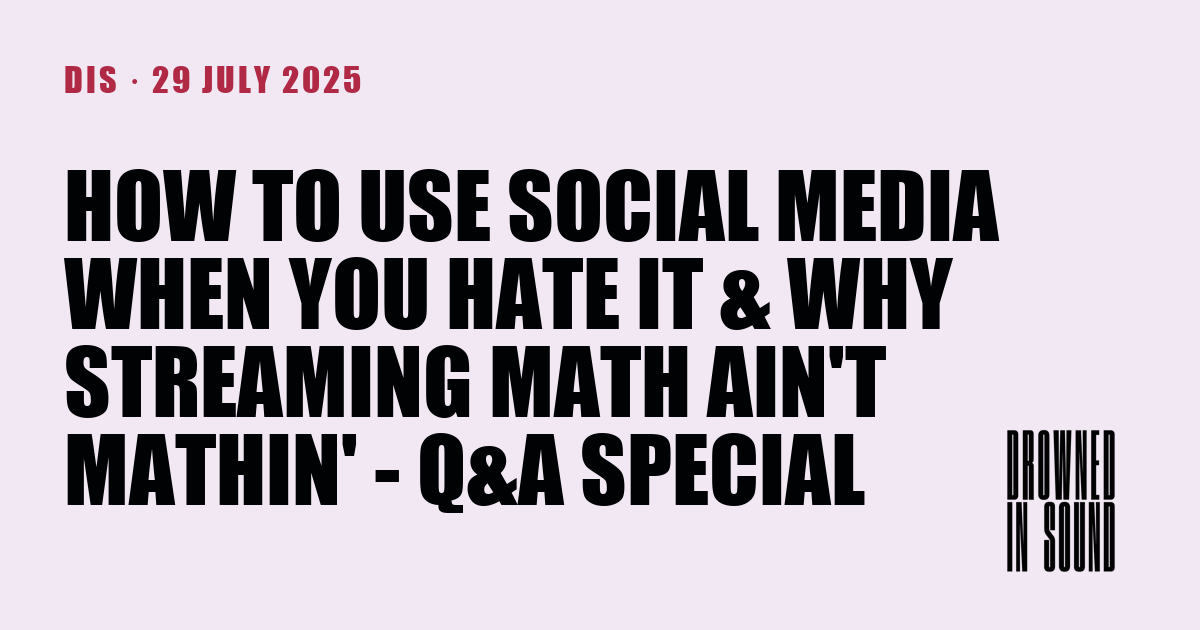 DIS · 29 JULY 2025
HOW TO USE SOCIAL MEDIA
WHEN YOU HATE IT & WHY
STREAMING MATH AIN'T
MATHIN' - Q&A SPECIAL
DROWNED
IN SOUND